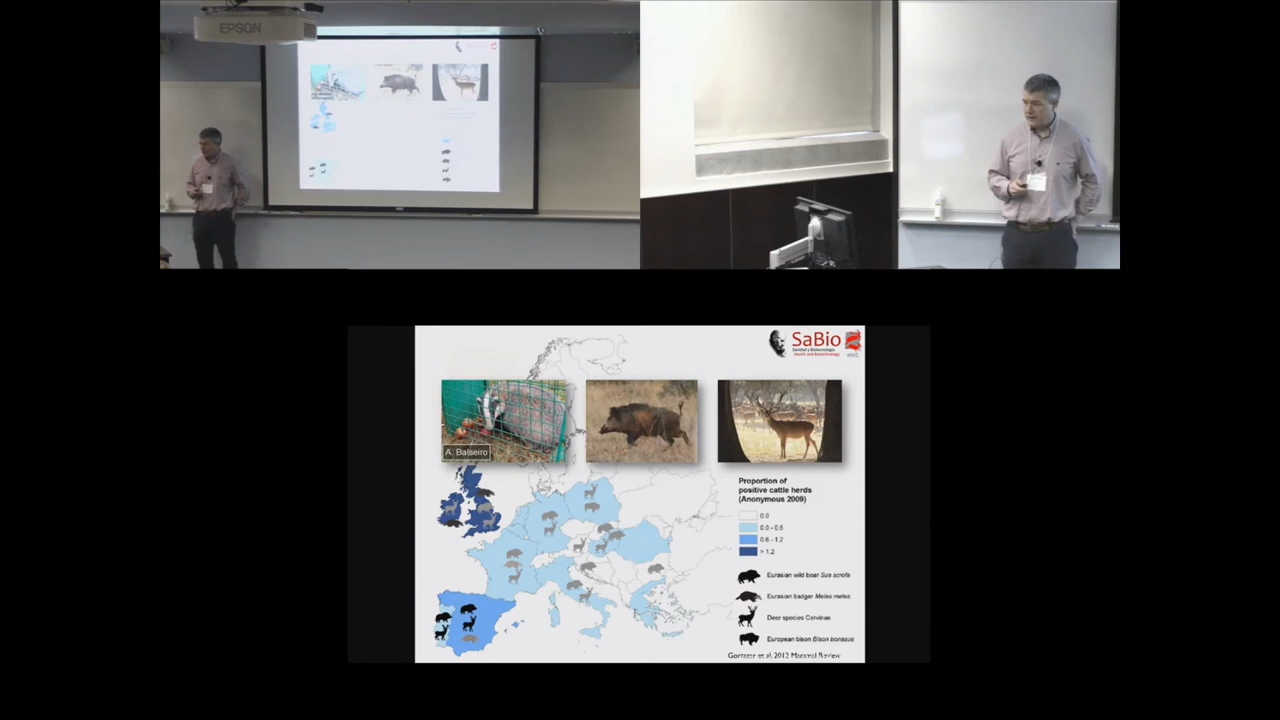 EPSON
SaBio
Sanidad y Biotecnología
Health and Biotechnology
A. Balseiro
Proportion of
positive cattle herds
(Anonymous 2009)
0.0
0.0 - 0.6
0.6 - 1.2
> 1.2
Eurasian wild boar Sus scrofa
Eurasian badger Meles meles
Deer species Cervinae
European bison Bison bonasus
Gortazar et al. 2012 Mammal Review